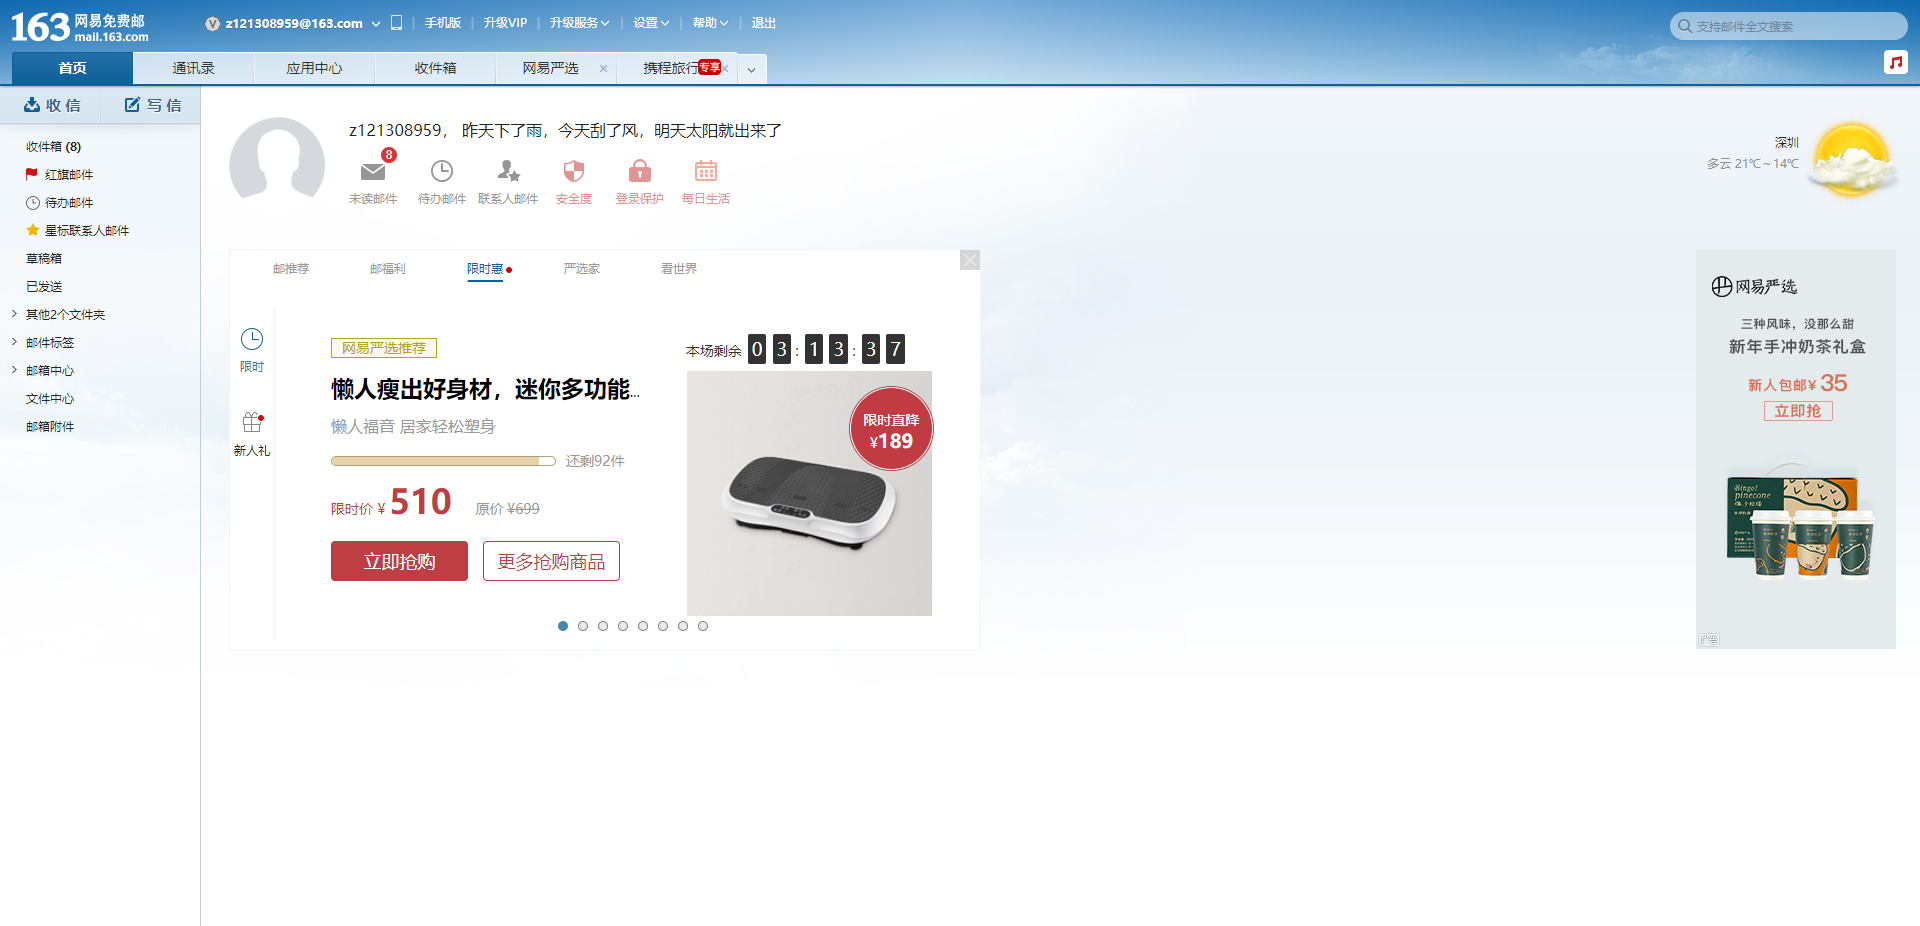 163 网易免费邮
mail.163.com
z121308959@163.com
手机版
升级VIP
升级服务
设置
帮助
退出
支持邮件全文搜索
首页
通讯录
应用中心
收件箱
网易严选
携程旅行
专享
收信
写信
收件箱 (8)
红旗邮件
待办邮件
星标联系人邮件
草稿箱
已发送
其他2个文件夹
邮件标签
邮箱中心
文件中心
邮箱附件
z121308959， 昨天下了雨，今天刮了风，明天太阳就出来了
8
未读邮件
待办邮件
联系人邮件
安全度
登录保护
每日生活
深圳
多云 21℃～14℃
邮推荐
邮福利
限时惠
严选家
看世界
限时
新人礼
网易严选推荐
懒人瘦出好身材，迷你多功能...
懒人福音 居家轻松塑身
还剩92件
限时价 ¥ 510
原价 ¥699
立即抢购
更多抢购商品
本场剩余 03:13:37
限时直降
¥189
网易严选
三种风味，没那么甜
新年手冲奶茶礼盒
新人包邮¥ 35
立即抢
Bingo!
pinecone
广告